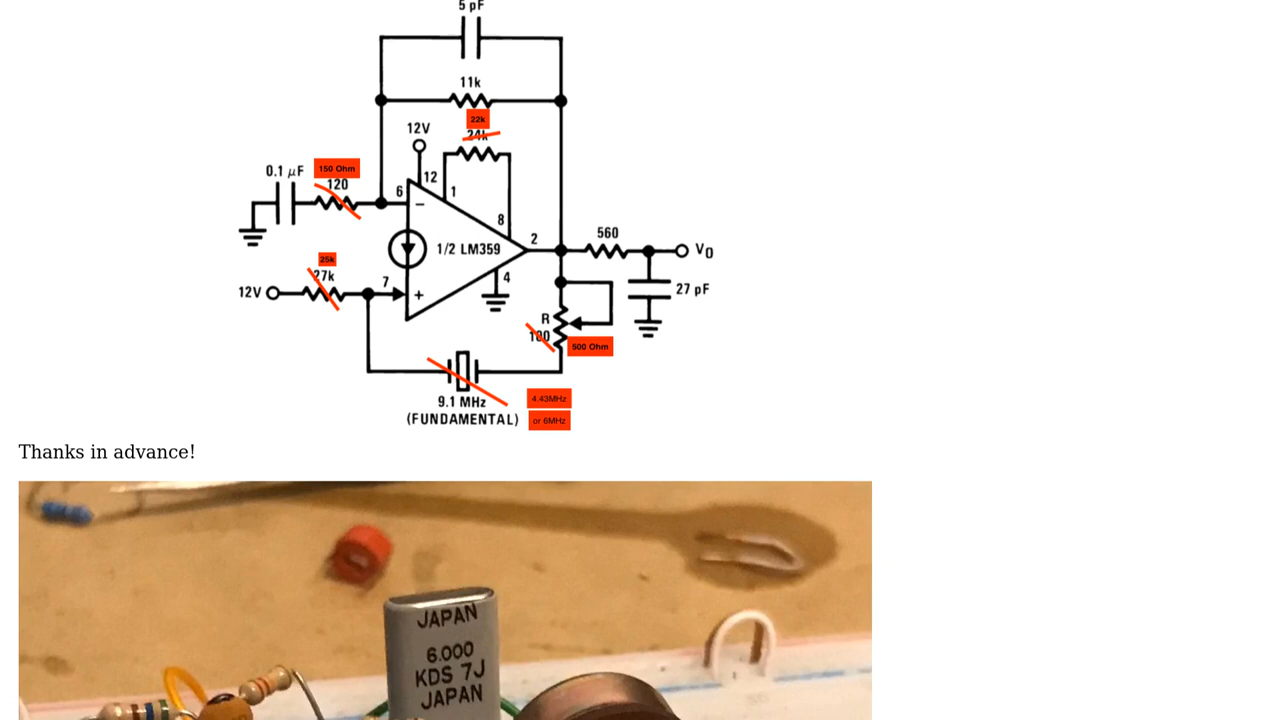 5 pF
11k
22k
24k
12V
12
1
0.1 µF
150 Ohm
120
6
−
8
1/2 LM359
2
560
V0
25k
27k
12V
7
+
4
27 pF
R
100
500 Ohm
9.1 MHz
(FUNDAMENTAL)
4.43MHz
or 6MHz
Thanks in advance!
JAPAN
6.000
KDS 7J
JAPAN